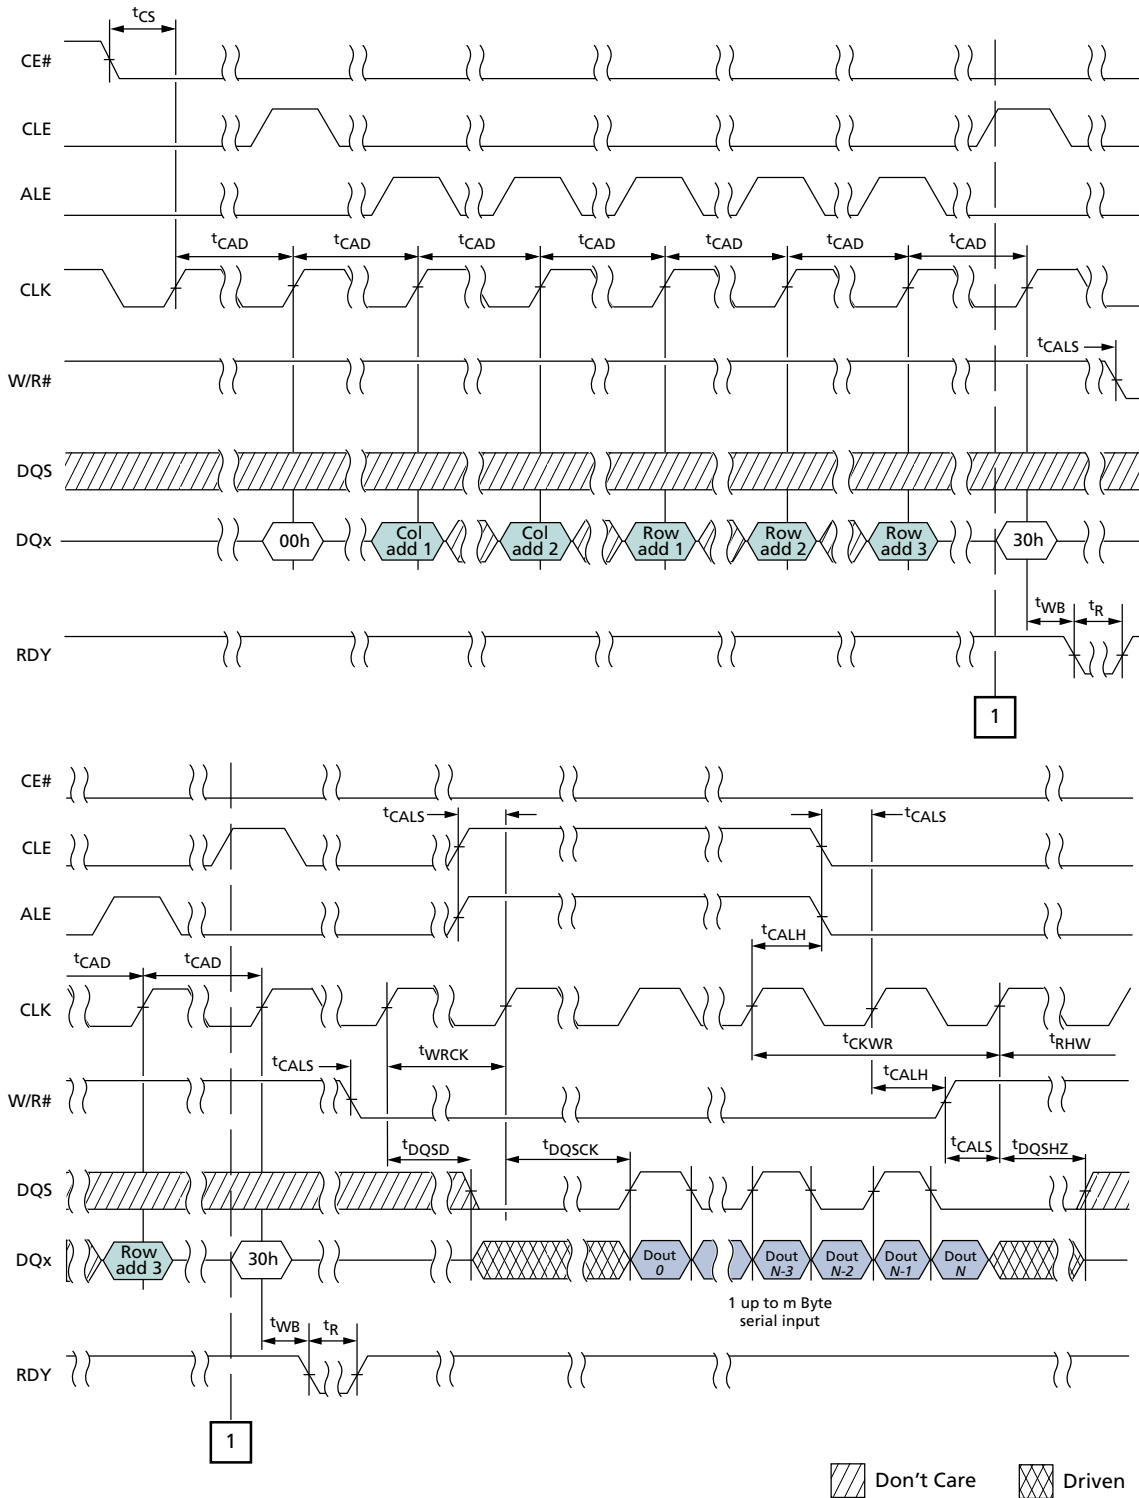 tCS
CE#
CLE
ALE
tCAD tCAD tCAD tCAD tCAD tCAD tCAD
CLK
tCALS
W/R#
DQS
DQx 00h Col add 1 Col add 2 Row add 1 Row add 2 Row add 3 30h
tWB tR
RDY
1
CE#
tCALS tCALS
CLE
ALE
tCALH
tCAD tCAD
CLK
tWRCK tCKWR tRHW
tCALS tCALH
W/R#
tDQSD tDQSCK tCALS tDQSHZ
DQS
DQx Row add 3 30h Dout 0 Dout N-3 Dout N-2 Dout N-1 Dout N
1 up to m Byte
serial input
tWB tR
RDY
1
Don't Care Driven